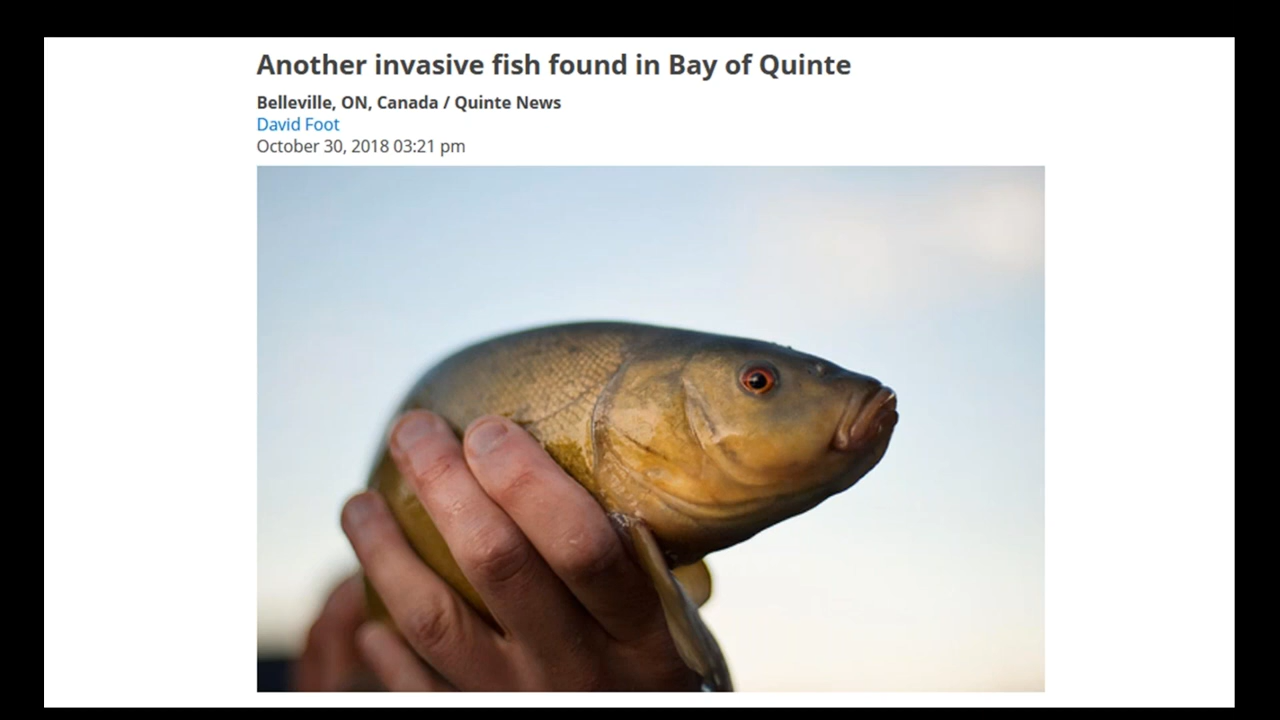 Another invasive fish found in Bay of Quinte
Belleville, ON, Canada / Quinte News
David Foot
October 30, 2018 03:21 pm